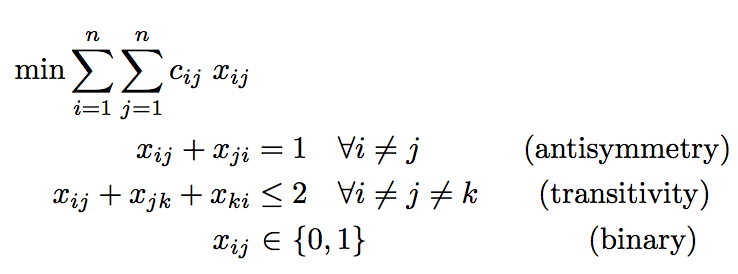 min ∑_{i=1}^{n} ∑_{j=1}^{n} c_{ij} x_{ij}
x_{ij} + x_{ji} = 1 ∀i ≠ j (antisymmetry)
x_{ij} + x_{jk} + x_{ki} ≤ 2 ∀i ≠ j ≠ k (transitivity)
x_{ij} ∈ {0, 1} (binary)